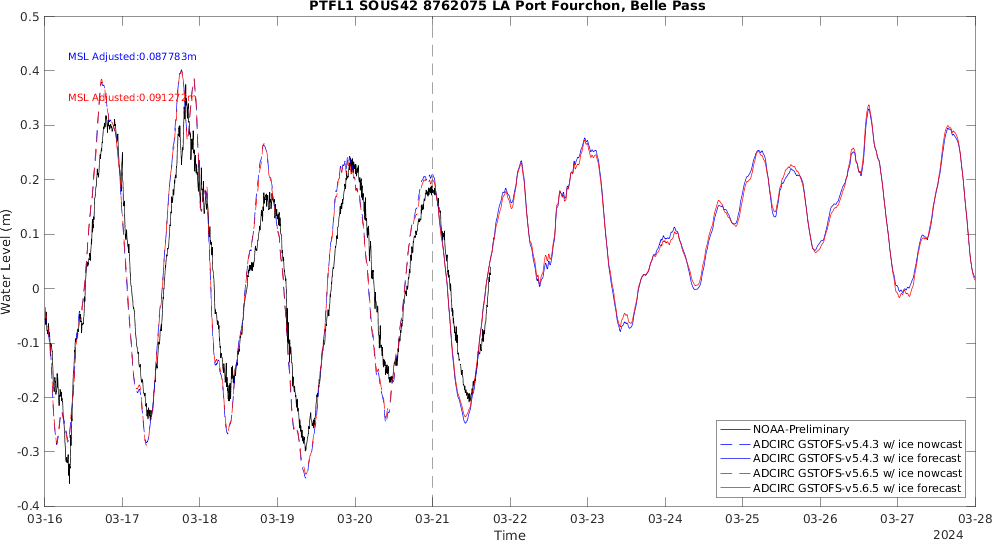 PTFL1 SOUS42 8762075 LA Port Fourchon, Belle Pass
0.5
MSL Adjusted:0.087783m
0.4
MSL Adjusted:0.091272m
0.3
0.2
0.1
0
-0.1
-0.2
-0.3
-0.4
Water Level (m)
NOAA-Preliminary
ADCIRC GSTOFS-v5.4.3 w/ ice nowcast
ADCIRC GSTOFS-v5.4.3 w/ ice forecast
ADCIRC GSTOFS-v5.6.5 w/ ice nowcast
ADCIRC GSTOFS-v5.6.5 w/ ice forecast
03-16 03-17 03-18 03-19 03-20 03-21 03-22 03-23 03-24 03-25 03-26 03-27 03-28
Time
2024